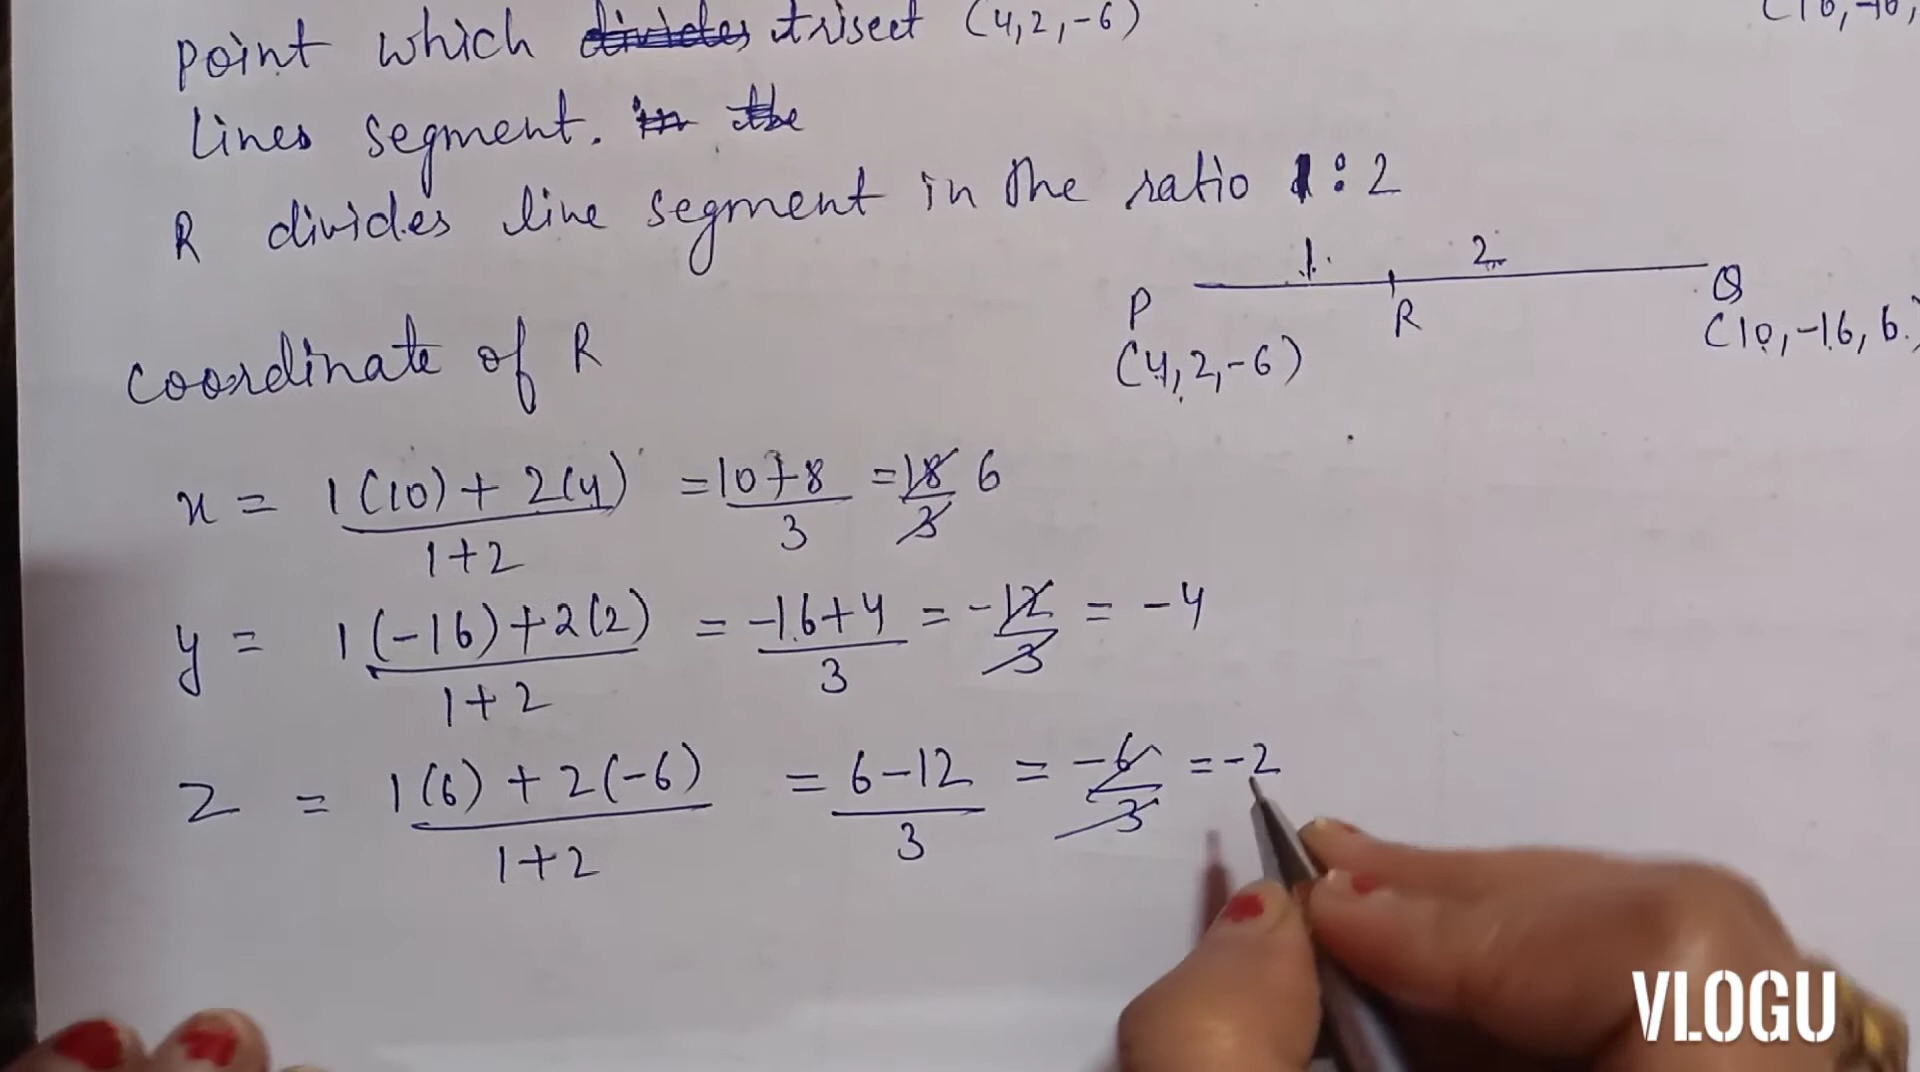 point which divides trisect (4,2,-6)
lines segment. in the
R divides line segment in the ratio 1:2
1 2
P R Q
(4,2,-6) (10,-16,6)
coordinate of R
x = 1(10)+2(4)/1+2 = 10+8/3 = 18/3 6
y = 1(-16)+2(2)/1+2 = -16+4/3 = -12/3 = -4
z = 1(6)+2(-6)/1+2 = 6-12/3 = -6/3 = -2
VLOGU